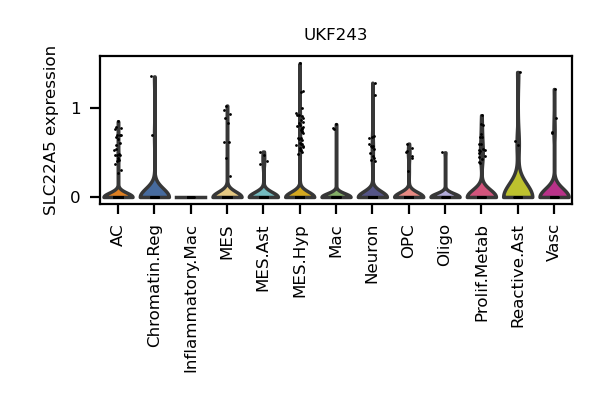 UKF243
SLC22A5 expression
1
0
AC
Chromatin.Reg
Inflammatory.Mac
MES
MES.Ast
MES.Hyp
Mac
Neuron
OPC
Oligo
Prolif.Metab
Reactive.Ast
Vasc